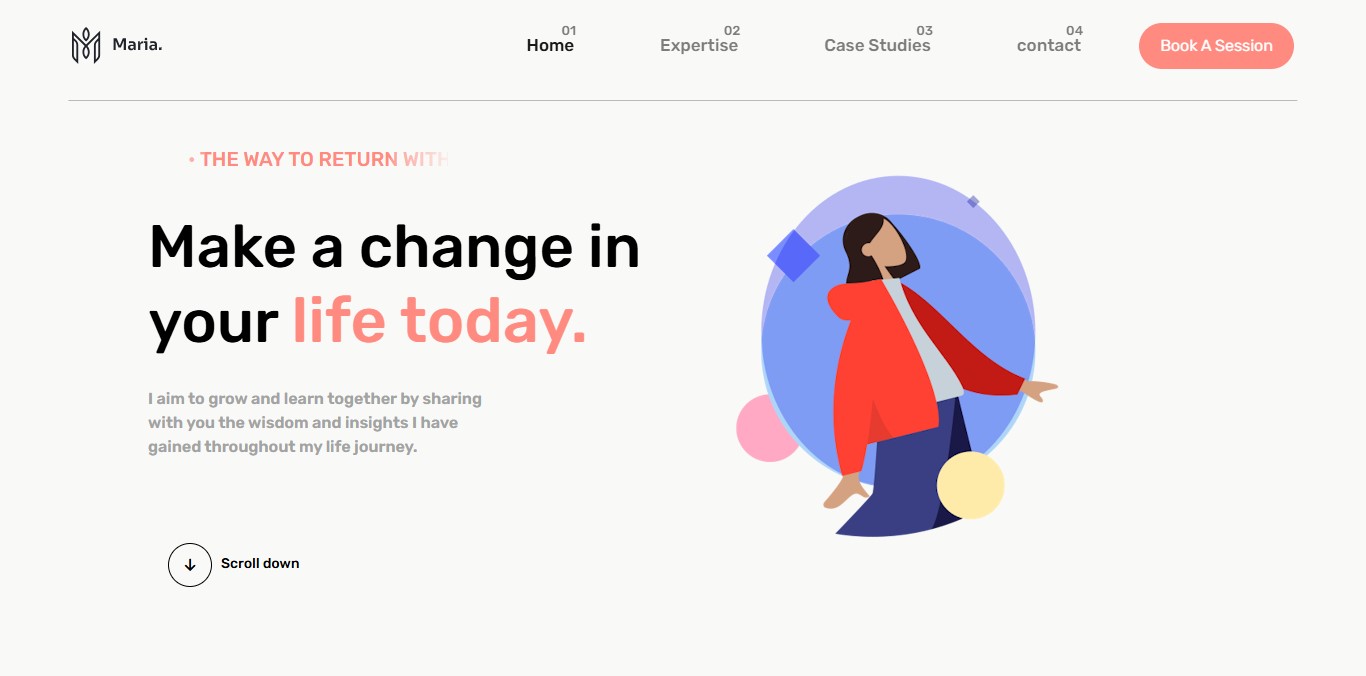 Maria.
01
Home
02
Expertise
03
Case Studies
04
contact
Book A Session
• THE WAY TO RETURN WITH
Make a change in
your life today.
I aim to grow and learn together by sharing
with you the wisdom and insights I have
gained throughout my life journey.
Scroll down